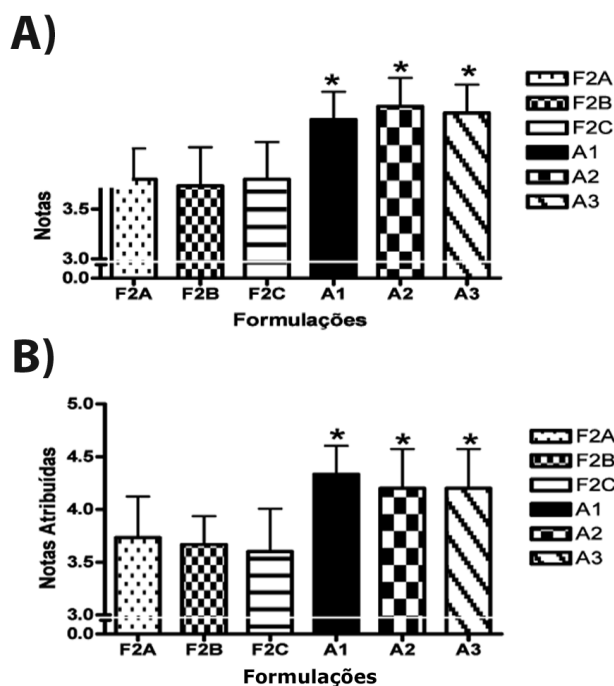 A)
* * *
Notas
3.5
3.0
0.0
F2A F2B F2C A1 A2 A3
Formulações
F2A
F2B
F2C
A1
A2
A3
B)
Notas Atribuídas
5.0
4.5
4.0
3.5
3.0
0.0
* * *
F2A F2B F2C A1 A2 A3
Formulações
F2A
F2B
F2C
A1
A2
A3